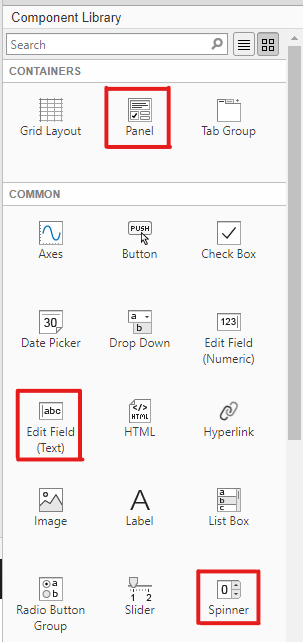 Component Library
Search
CONTAINERS
Grid Layout
Panel
Tab Group
COMMON
PUSH
Axes
Button
Check Box
30
a
b
123
Date Picker
Drop Down
Edit Field
(Numeric)
abc
</>
HTML
Edit Field
(Text)
HTML
Hyperlink
A
a
b
c
Image
Label
List Box
a
b
1 2
0
Radio Button
Group
Slider
Spinner